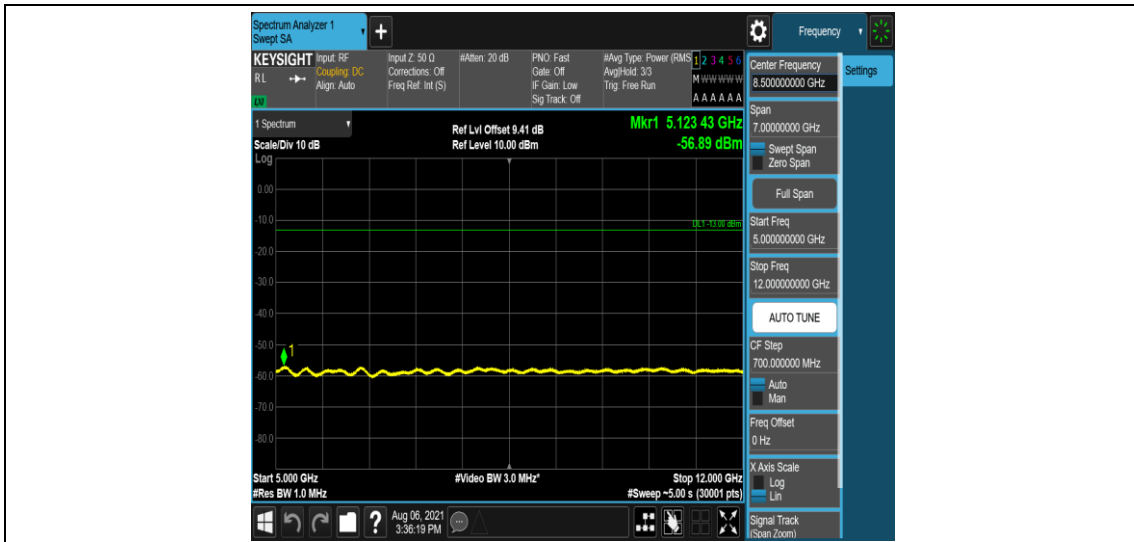 Spectrum Analyzer 1
Swept SA
+
Frequency
KEYSIGHT
RL
LM
Input: RF
Coupling: DC
Align: Auto
Input Z: 50 Ω
Corrections: Off
Freq Ref: Int (S)
#Atten: 20 dB
PNO: Fast
Gate: Off
IF Gain: Low
Sig Track: Off
#Avg Type: Power (RMS
Avg|Hold: 3/3
Trig: Free Run
1 2 3 4 5 6
M W W W W W
A A A A A A
1 Spectrum
Scale/Div 10 dB
Log
Ref Lvl Offset 9.41 dB
Ref Level 10.00 dBm
Mkr1 5.123 43 GHz
-56.89 dBm
0.00
-10.0
DL1 -13.00 dBm
-20.0
-30.0
-40.0
-50.0
1
-60.0
-70.0
-80.0
Start 5.000 GHz
#Res BW 1.0 MHz
#Video BW 3.0 MHz*
Stop 12.000 GHz
#Sweep ~5.00 s (30001 pts)
?
Aug 06, 2021
3:36:19 PM
Center Frequency
8.500000000 GHz
Settings
Span
7.00000000 GHz
Swept Span
Zero Span
Full Span
Start Freq
5.000000000 GHz
Stop Freq
12.000000000 GHz
AUTO TUNE
CF Step
700.000000 MHz
Auto
Man
Freq Offset
0 Hz
X Axis Scale
Log
Lin
Signal Track
(Span Zoom)